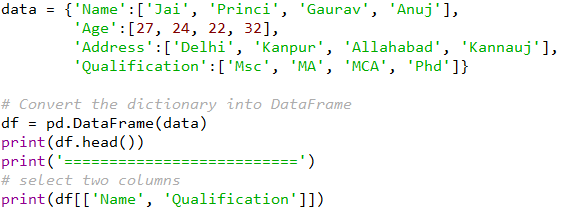 data = {'Name':['Jai', 'Princi', 'Gaurav', 'Anuj'],
        'Age':[27, 24, 22, 32],
        'Address':['Delhi', 'Kanpur', 'Allahabad', 'Kannauj'],
        'Qualification':['Msc', 'MA', 'MCA', 'Phd']}
# Convert the dictionary into DataFrame
df = pd.DataFrame(data)
print(df.head())
print('==========================')
# select two columns
print(df[['Name', 'Qualification']])